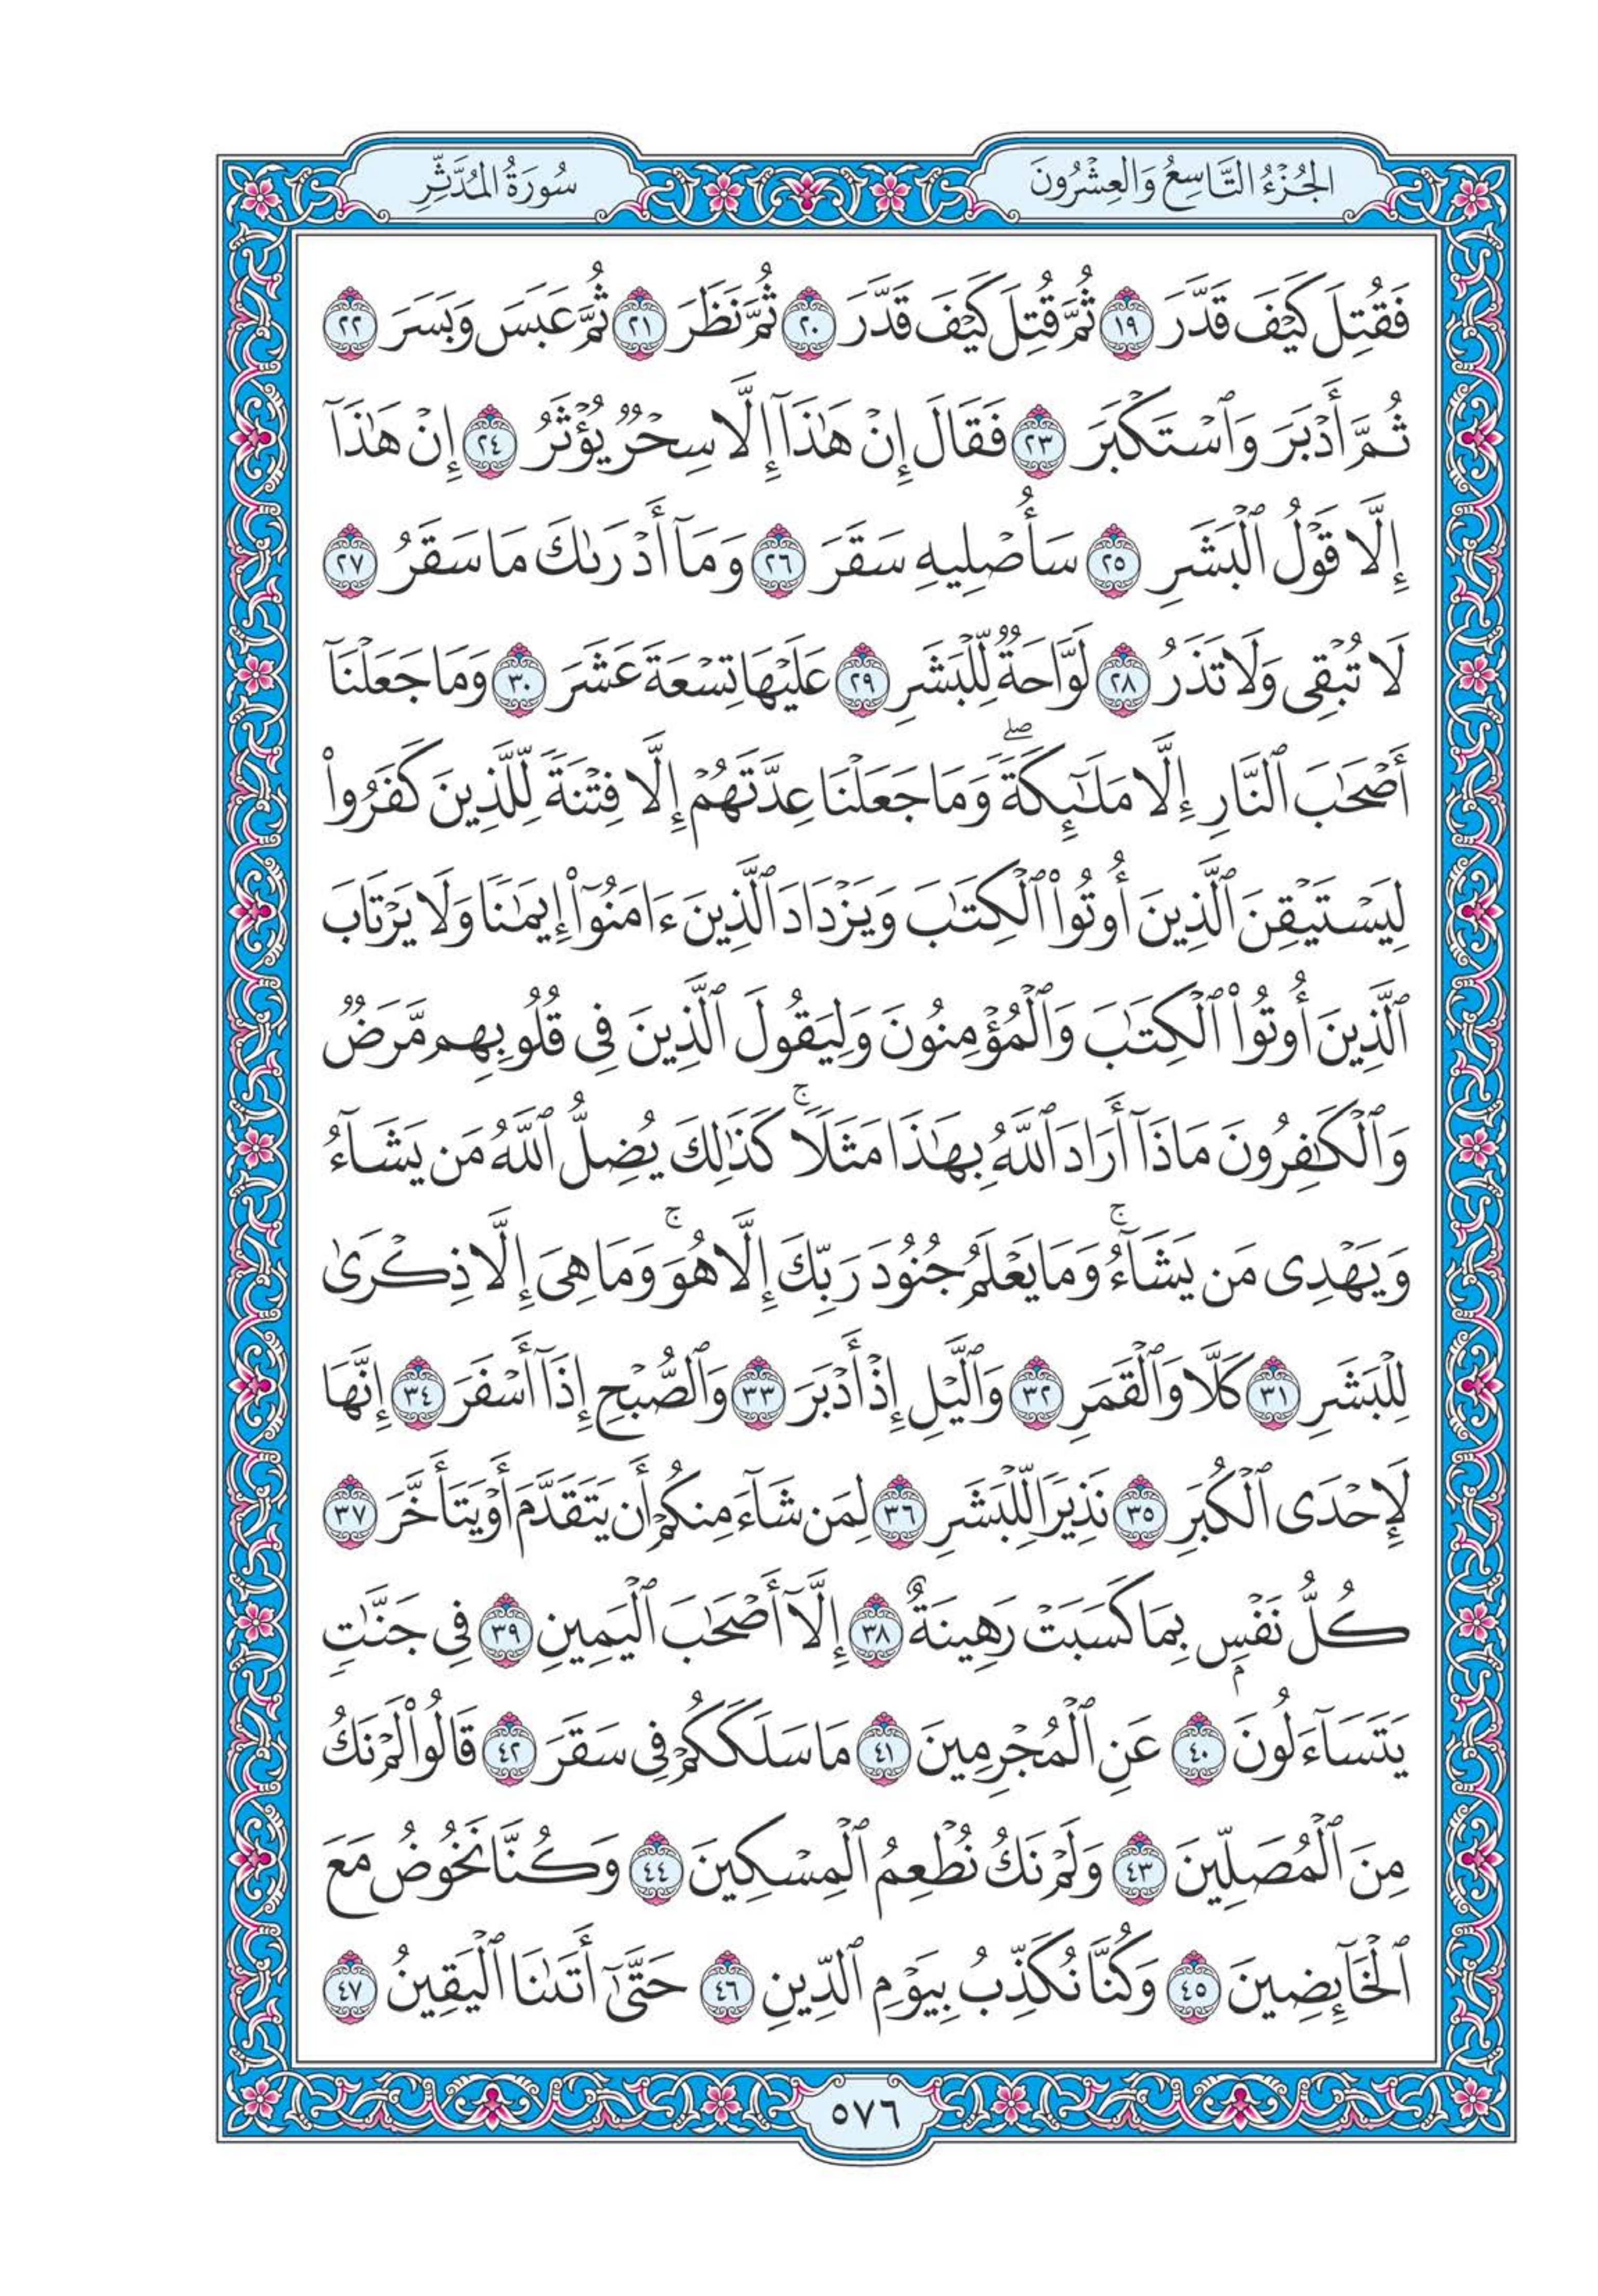 الجُزْءُ التَّاسِعُ وَالعِشْرُونَ
سُورَةُ المُدَّثِّرِ
فَقُتِلَ كَيۡفَ قَدَّرَ ١٩ ثُمَّ قُتِلَ كَيۡفَ قَدَّرَ ٢٠ ثُمَّ نَظَرَ ٢١ ثُمَّ عَبَسَ وَبَسَرَ ٢٢
ثُمَّ أَدۡبَرَ وَٱسۡتَكۡبَرَ ٢٣ فَقَالَ إِنۡ هَٰذَآ إِلَّا سِحۡرٞ يُؤۡثَرُ ٢٤ إِنۡ هَٰذَآ
إِلَّا قَوۡلُ ٱلۡبَشَرِ ٢٥ سَأُصۡلِيهِ سَقَرَ ٢٦ وَمَآ أَدۡرَىٰكَ مَا سَقَرُ ٢٧
لَا تُبۡقِي وَلَا تَذَرُ ٢٨ لَوَّاحَةٞ لِّلۡبَشَرِ ٢٩ عَلَيۡهَا تِسۡعَةَ عَشَرَ ٣٠ وَمَا جَعَلۡنَآ
أَصۡحَٰبَ ٱلنَّارِ إِلَّا مَلَٰٓئِكَةٗۖ وَمَا جَعَلۡنَا عِدَّتَهُمۡ إِلَّا فِتۡنَةٗ لِّلَّذِينَ كَفَرُواْ
لِيَسۡتَيۡقِنَ ٱلَّذِينَ أُوتُواْ ٱلۡكِتَٰبَ وَيَزۡدَادَ ٱلَّذِينَ ءَامَنُوٓاْ إِيمَٰنٗا وَلَا يَرۡتَابَ
ٱلَّذِينَ أُوتُواْ ٱلۡكِتَٰبَ وَٱلۡمُؤۡمِنُونَ وَلِيَقُولَ ٱلَّذِينَ فِي قُلُوبِهِم مَّرَضٞ
وَٱلۡكَٰفِرُونَ مَاذَآ أَرَادَ ٱللَّهُ بِهَٰذَا مَثَلٗاۚ كَذَٰلِكَ يُضِلُّ ٱللَّهُ مَن يَشَآءُ
وَيَهۡدِي مَن يَشَآءُۚ وَمَا يَعۡلَمُ جُنُودَ رَبِّكَ إِلَّا هُوَۚ وَمَا هِيَ إِلَّا ذِكۡرَىٰ
لِلۡبَشَرِ ٣١ كَلَّا وَٱلۡقَمَرِ ٣٢ وَٱلَّيۡلِ إِذۡ أَدۡبَرَ ٣٣ وَٱلصُّبۡحِ إِذَآ أَسۡفَرَ ٣٤ إِنَّهَا
لَإِحۡدَى ٱلۡكُبَرِ ٣٥ نَذِيرٗا لِّلۡبَشَرِ ٣٦ لِمَن شَآءَ مِنكُمۡ أَن يَتَقَدَّمَ أَوۡ يَتَأَخَّرَ ٣٧
كُلُّ نَفۡسِۭ بِمَا كَسَبَتۡ رَهِينَةٌ ٣٨ إِلَّآ أَصۡحَٰبَ ٱلۡيَمِينِ ٣٩ فِي جَنَّٰتٖ
يَتَسَآءَلُونَ ٤٠ عَنِ ٱلۡمُجۡرِمِينَ ٤١ مَا سَلَكَكُمۡ فِي سَقَرَ ٤٢ قَالُواْ لَمۡ نَكُ
مِنَ ٱلۡمُصَلِّينَ ٤٣ وَلَمۡ نَكُ نُطۡعِمُ ٱلۡمِسۡكِينَ ٤٤ وَكُنَّا نَخُوضُ مَعَ
ٱلۡخَآئِضِينَ ٤٥ وَكُنَّا نُكَذِّبُ بِيَوۡمِ ٱلدِّينِ ٤٦ حَتَّىٰٓ أَتَىٰنَا ٱلۡيَقِينُ ٤٧
٥٧٦